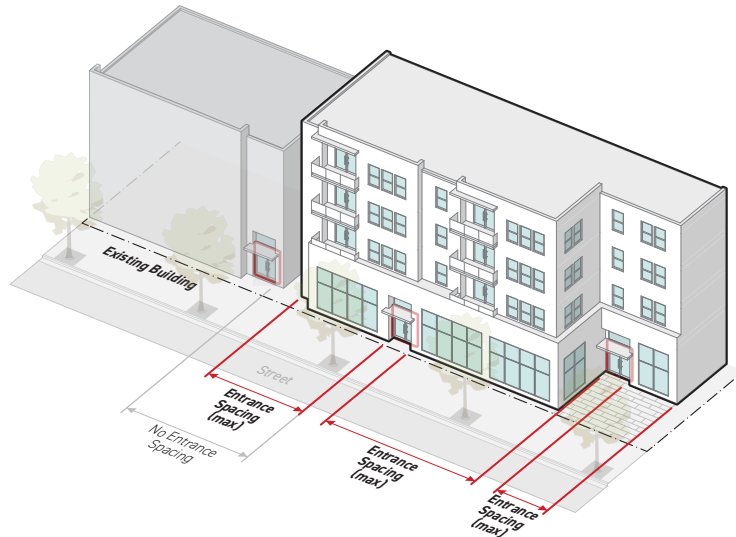 Existing Building
Street
Entrance
Spacing
(max)
No Entrance
Spacing
Entrance
Spacing
(max)
Entrance
Spacing
(max)